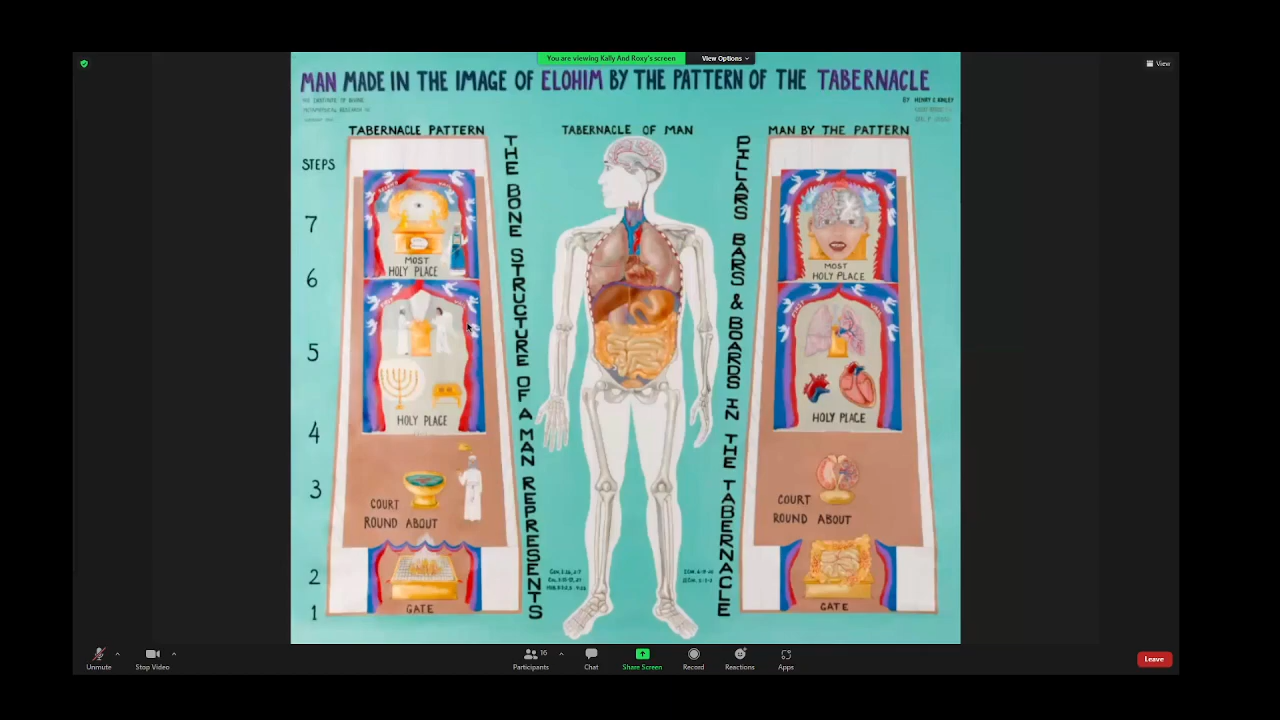 You are viewing Kally And Roxy's screen
View Options
View
MAN MADE IN THE IMAGE OF ELOHIM BY THE PATTERN OF THE TABERNACLE
BY HENRY C KINLEY
TABERNACLE PATTERN
TABERNACLE OF MAN
MAN BY THE PATTERN
STEPS
7
6
5
4
3
2
1
MOST
HOLY PLACE
HOLY PLACE
COURT
ROUND ABOUT
GATE
THE BONE STRUCTURE OF A MAN REPRESENTS
PILLARS BARS & BOARDS IN THE TABERNACLE
MOST
HOLY PLACE
HOLY PLACE
COURT
ROUND ABOUT
GATE
Unmute
Stop Video
16
Participants
Chat
Share Screen
Record
Reactions
Apps
Leave